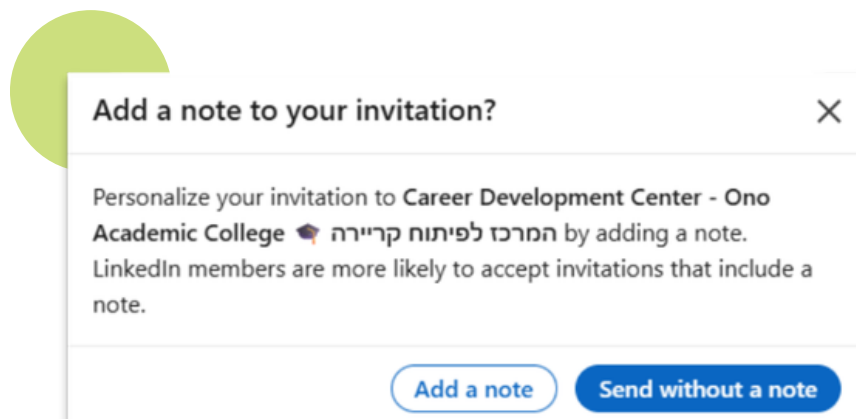 Add a note to your invitation?
Personalize your invitation to Career Development Center - Ono
Academic College 🎓 המרכז לפיתוח קריירה by adding a note.
LinkedIn members are more likely to accept invitations that include a
note.
Add a note Send without a note